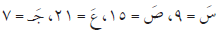 سَ = ٩، صَ = ١٥، عَ = ٢١، جَـ = ٧